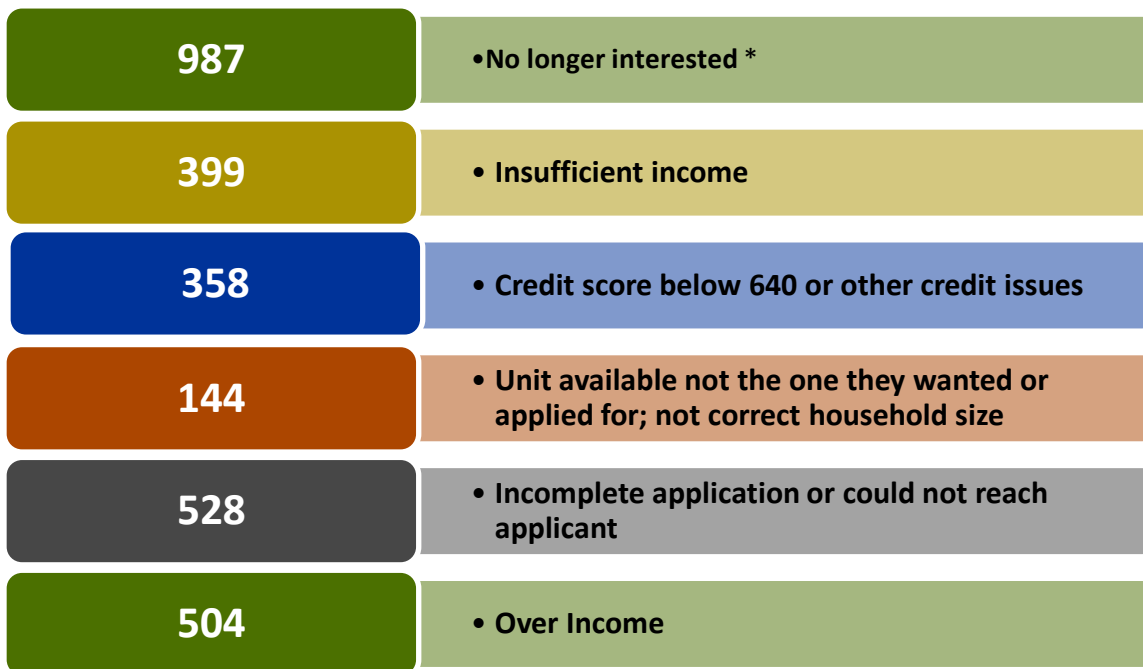 987
•No longer interested *
399
• Insufficient income
358
• Credit score below 640 or other credit issues
144
• Unit available not the one they wanted or
applied for; not correct household size
528
• Incomplete application or could not reach
applicant
504
• Over Income